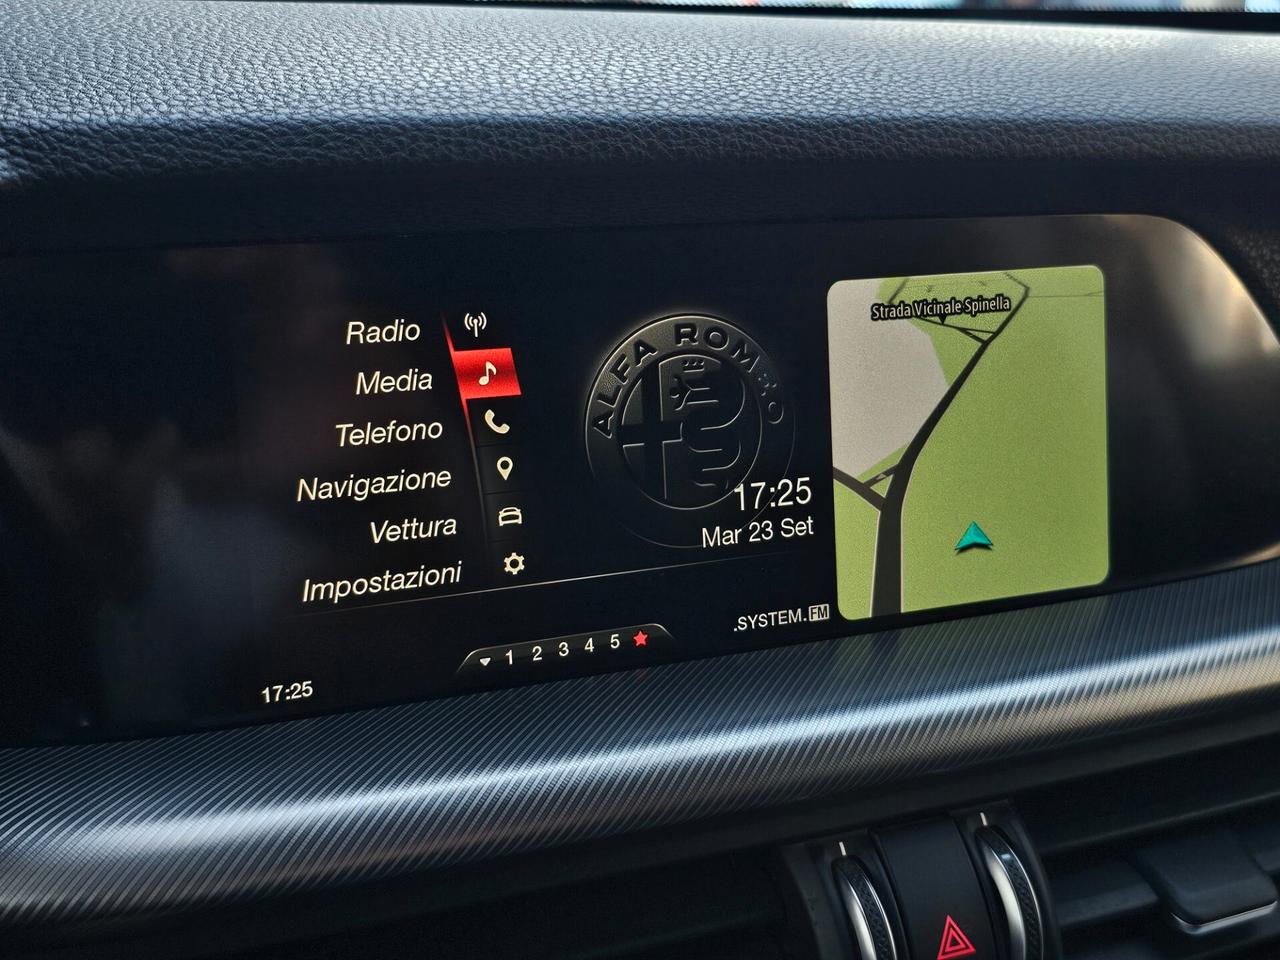 Radio
Media
Telefono
Navigazione
Vettura
Impostazioni
ALFA ROMEO
17:25
Mar 23 Set
Strada Vicinale Spinella
.SYSTEM.FM
1 2 3 4 5
17:25